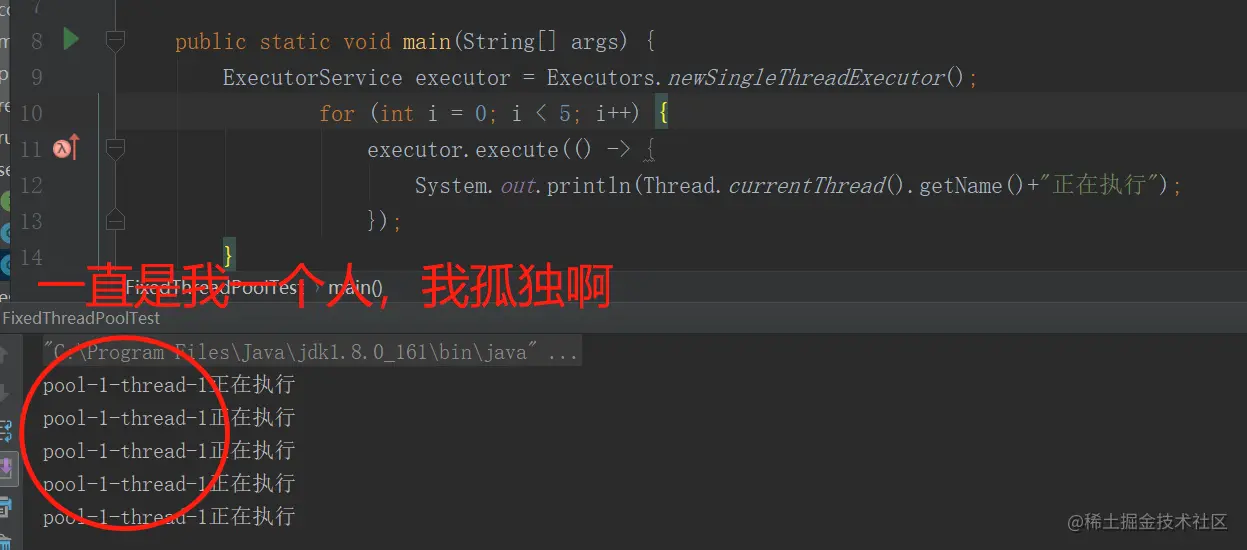 7
8 public static void main(String[] args) {
9 ExecutorService executor = Executors.newSingleThreadExecutor();
10 for (int i = 0; i < 5; i++) {
11 executor.execute(() -> {
12 System.out.println(Thread.currentThread().getName()+"正在执行");
13 });
14 }
一直是我一个人，我孤独啊
FixedThreadPoolTest › main()
FixedThreadPoolTest
"C:\Program Files\Java\jdk1.8.0_161\bin\java" ...
pool-1-thread-1正在执行
pool-1-thread-1正在执行
pool-1-thread-1正在执行
pool-1-thread-1正在执行
pool-1-thread-1正在执行
@稀土掘金技术社区